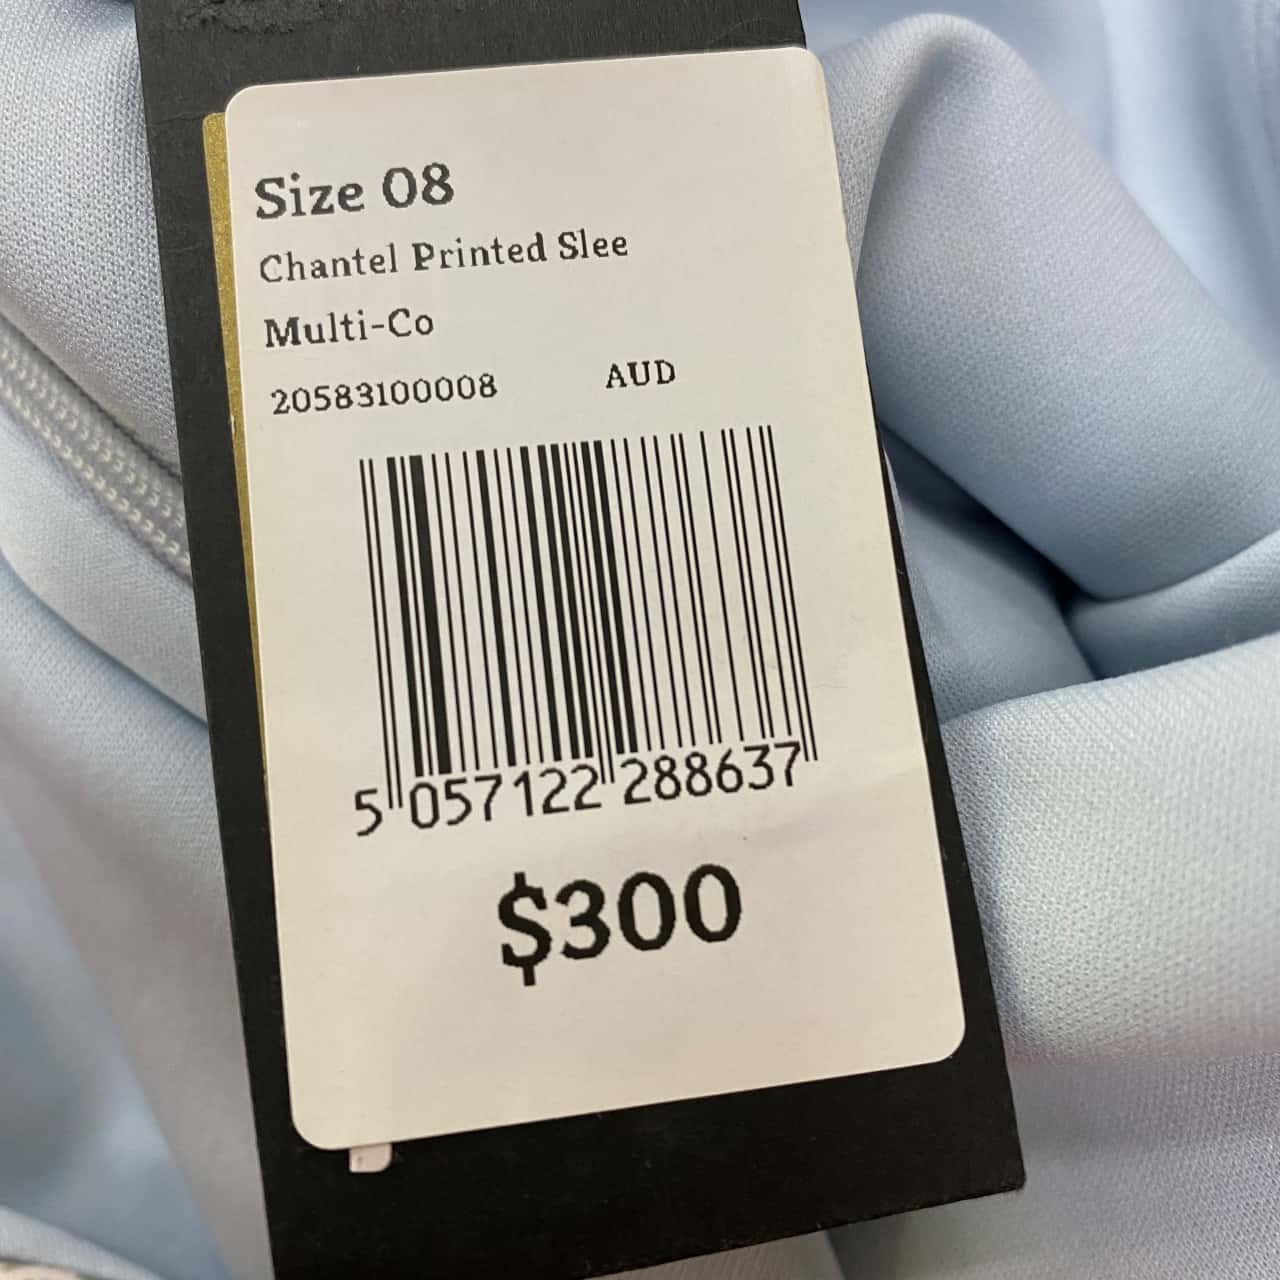 Size 08
Chantel Printed Slee
Multi-Co
20583100008 AUD
5 057122 288637
$300